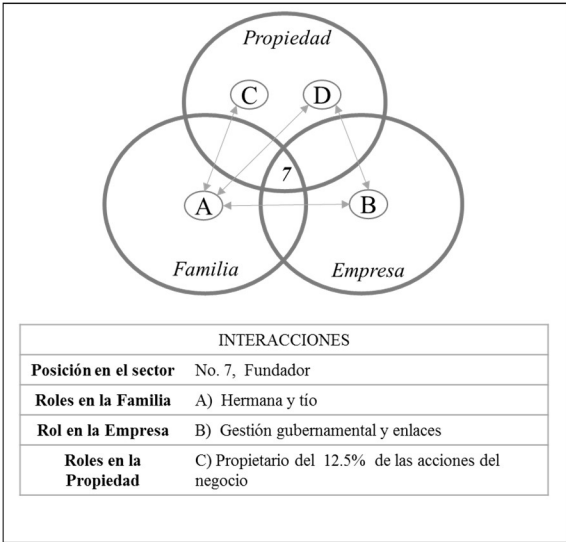 Propiedad
C D
7
A B
Familia Empresa
INTERACCIONES
Posición en el sector No. 7, Fundador
Roles en la Familia A) Hermana y tío
Rol en la Empresa B) Gestión gubernamental y enlaces
Roles en la Propiedad C) Propietario del 12.5% de las acciones del
negocio